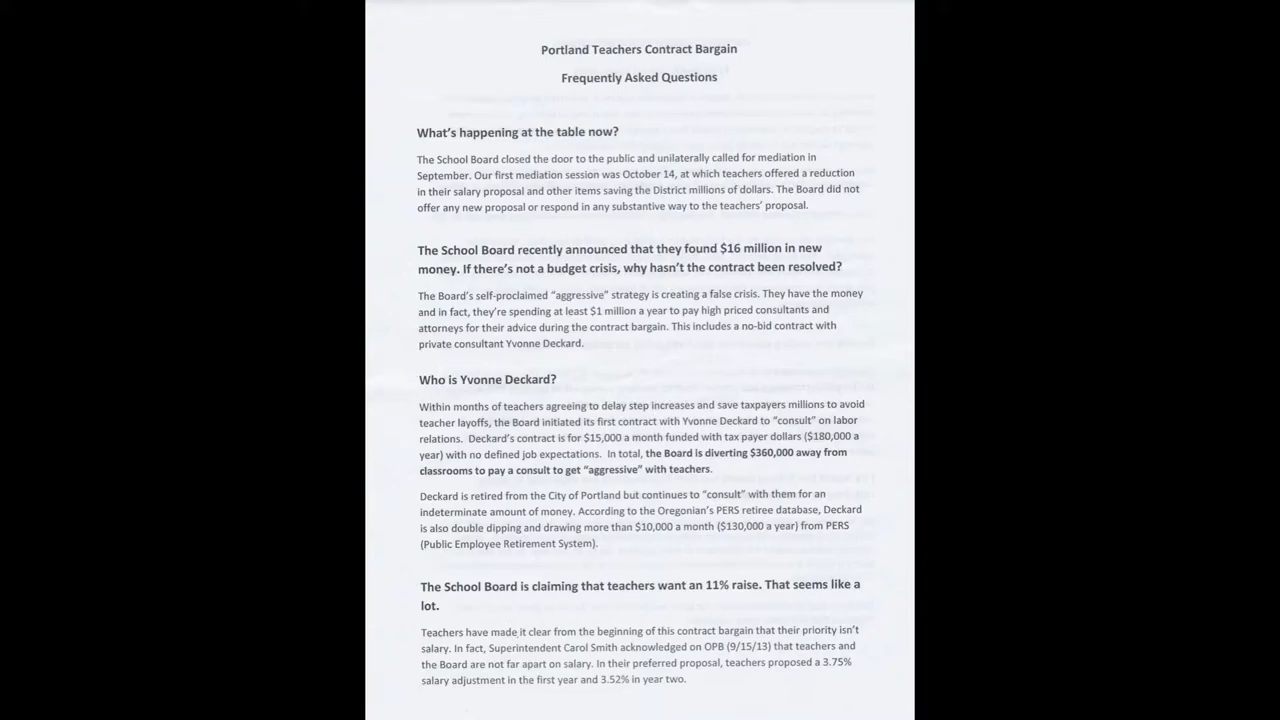 Portland Teachers Contract Bargain
Frequently Asked Questions
What's happening at the table now?
The School Board closed the door to the public and unilaterally called for mediation in
September. Our first mediation session was October 14, at which teachers offered a reduction
in their salary proposal and other items saving the District millions of dollars. The Board did not
offer any new proposal or respond in any substantive way to the teachers' proposal.
The School Board recently announced that they found $16 million in new
money. If there's not a budget crisis, why hasn't the contract been resolved?
The Board's self-proclaimed "aggressive" strategy is creating a false crisis. They have the money
and in fact, they're spending at least $1 million a year to pay high priced consultants and
attorneys for their advice during the contract bargain. This includes a no-bid contract with
private consultant Yvonne Deckard.
Who is Yvonne Deckard?
Within months of teachers agreeing to delay step increases and save taxpayers millions to avoid
teacher layoffs, the Board initiated its first contract with Yvonne Deckard to "consult" on labor
relations. Deckard's contract is for $15,000 a month funded with tax payer dollars ($180,000 a
year) with no defined job expectations. In total, the Board is diverting $360,000 away from
classrooms to pay a consult to get "aggressive" with teachers.
Deckard is retired from the City of Portland but continues to "consult" with them for an
indeterminate amount of money. According to the Oregonian's PERS retiree database, Deckard
is also double dipping and drawing more than $10,000 a month ($130,000 a year) from PERS
(Public Employee Retirement System).
The School Board is claiming that teachers want an 11% raise. That seems like a
lot.
Teachers have made it clear from the beginning of this contract bargain that their priority isn't
salary. In fact, Superintendent Carol Smith acknowledged on OPB (9/15/13) that teachers and
the Board are not far apart on salary. In their preferred proposal, teachers proposed a 3.75%
salary adjustment in the first year and 3.52% in year two.